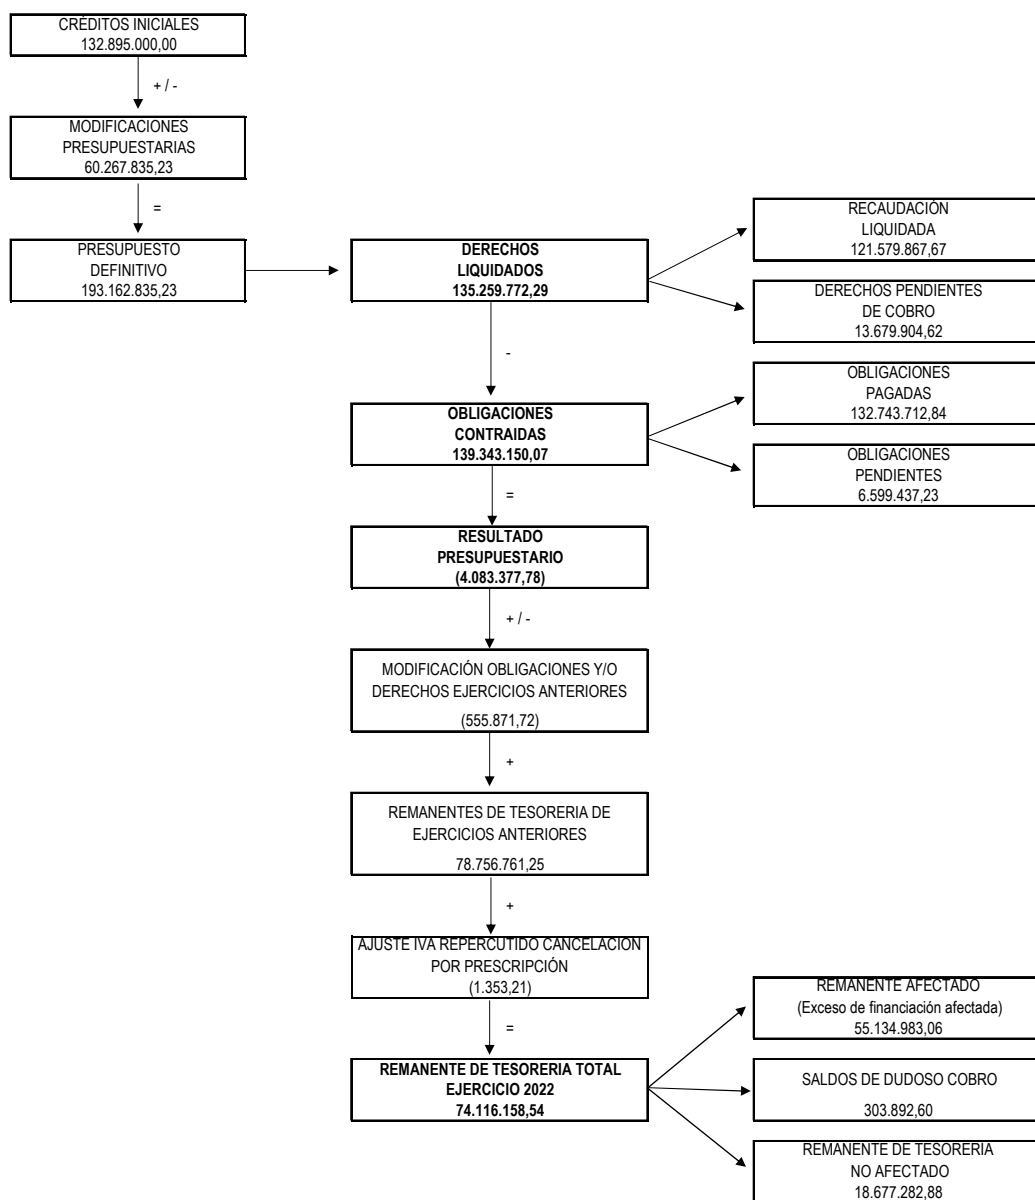 CRÉDITOS INICIALES
132.895.000,00
+ / -
MODIFICACIONES
PRESUPUESTARIAS
60.267.835,23
=
PRESUPUESTO
DEFINITIVO
193.162.835,23
DERECHOS
LIQUIDADOS
135.259.772,29
RECAUDACIÓN
LIQUIDADA
121.579.867,67
DERECHOS PENDIENTES
DE COBRO
13.679.904,62
-
OBLIGACIONES
CONTRAIDAS
139.343.150,07
OBLIGACIONES
PAGADAS
132.743.712,84
OBLIGACIONES
PENDIENTES
6.599.437,23
=
RESULTADO
PRESUPUESTARIO
(4.083.377,78)
+ / -
MODIFICACIÓN OBLIGACIONES Y/O
DERECHOS EJERCICIOS ANTERIORES
(555.871,72)
+
REMANENTES DE TESORERIA DE
EJERCICIOS ANTERIORES
78.756.761,25
+
AJUSTE IVA REPERCUTIDO CANCELACION
POR PRESCRIPCIÓN
(1.353,21)
=
REMANENTE DE TESORERIA TOTAL
EJERCICIO 2022
74.116.158,54
REMANENTE AFECTADO
(Exceso de financiación afectada)
55.134.983,06
SALDOS DE DUDOSO COBRO
303.892,60
REMANENTE DE TESORERIA
NO AFECTADO
18.677.282,88